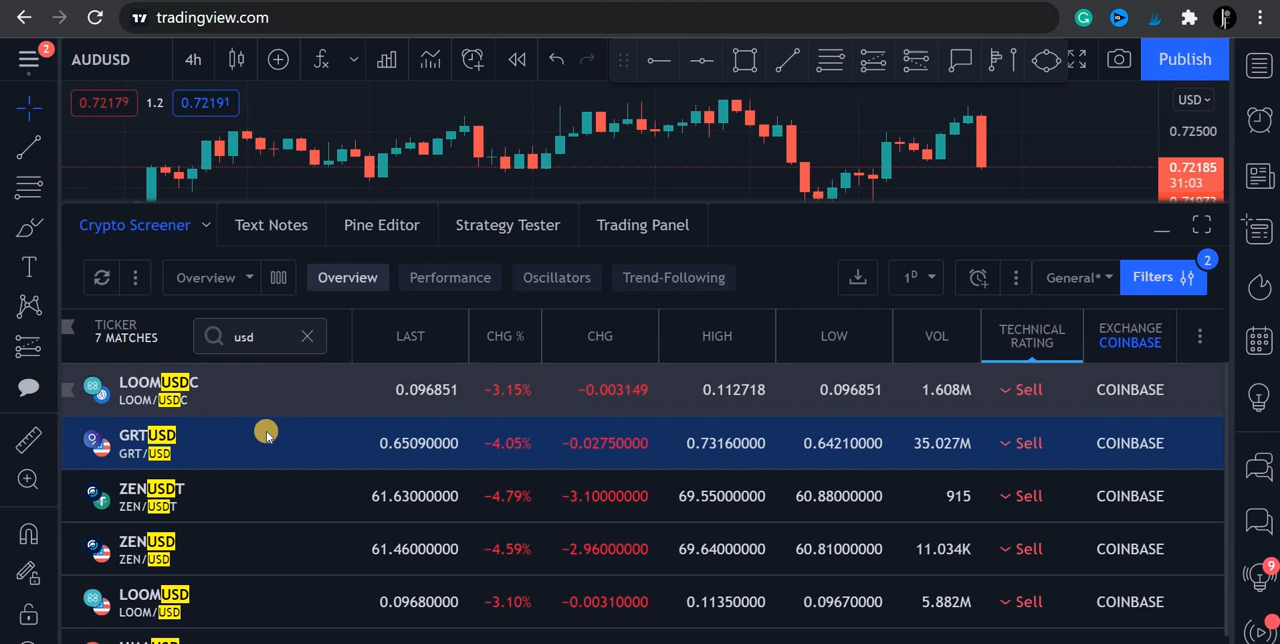 tradingview.com
2
AUDUSD
4h
Publish
0.72179
1.2
0.72191
USD
0.72500
0.72185
31:03
Crypto Screener
Text Notes
Pine Editor
Strategy Tester
Trading Panel
Overview
Overview
Performance
Oscillators
Trend-Following
1D
General*
Filters
2
TICKER
7 MATCHES
usd
LAST
CHG %
CHG
HIGH
LOW
VOL
TECHNICAL
RATING
EXCHANGE
COINBASE
LOOMUSDC
LOOM/USDC
0.096851
−3.15%
−0.003149
0.112718
0.096851
1.608M
Sell
COINBASE
GRTUSD
GRT/USD
0.65090000
−4.05%
−0.02750000
0.73160000
0.64210000
35.027M
Sell
COINBASE
ZENUSDT
ZEN/USDT
61.63000000
−4.79%
−3.10000000
69.55000000
60.88000000
915
Sell
COINBASE
ZENUSD
ZEN/USD
61.46000000
−4.59%
−2.96000000
69.64000000
60.81000000
11.034K
Sell
COINBASE
LOOMUSD
LOOM/USD
0.09680000
−3.10%
−0.00310000
0.11350000
0.09670000
5.882M
Sell
COINBASE
9